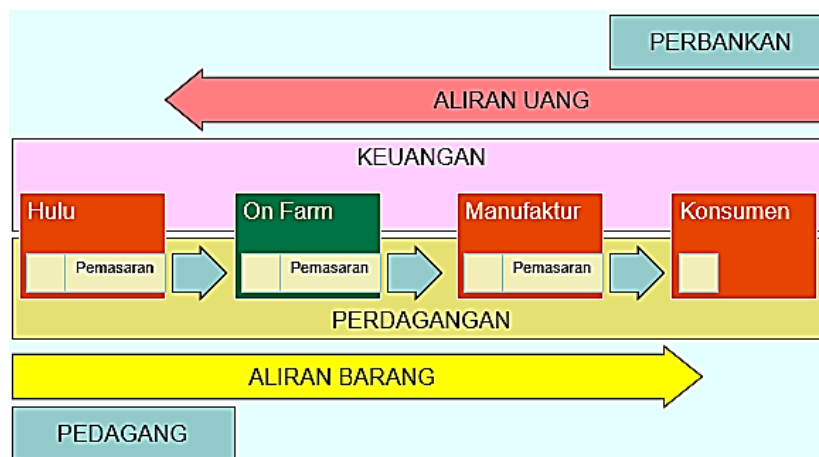 PERBANKAN
ALIRAN UANG
KEUANGAN
Hulu
On Farm
Manufaktur
Konsumen
Pemasaran
Pemasaran
Pemasaran
PERDAGANGAN
ALIRAN BARANG
PEDAGANG